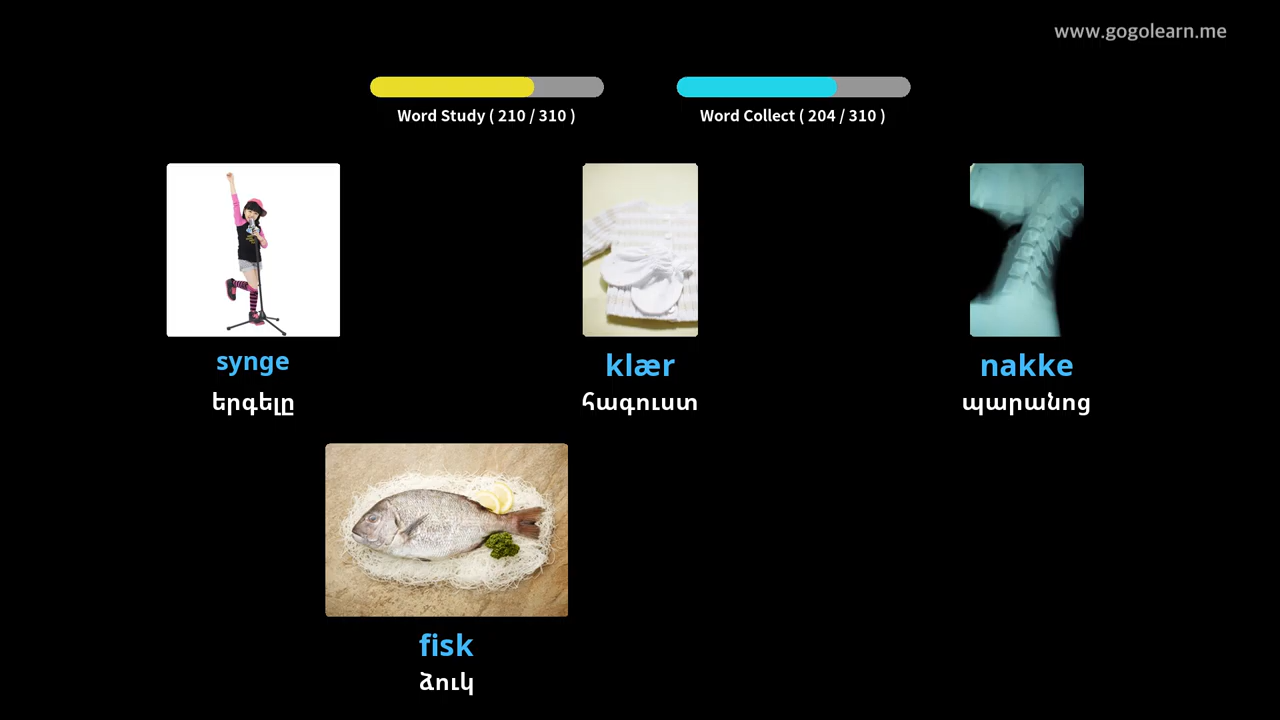 www.gogolearn.me
Word Study ( 210 / 310 )
Word Collect ( 204 / 310 )
synge
երգելը
klær
հագուստ
nakke
պարանոց
fisk
ձուկ